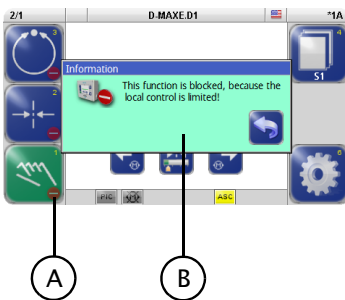 2/1 D-MAXE.D1 *1A
3 4
Information
This function is blocked, because the
local control is limited!
S1
2
1 6
PIC ASC
A B